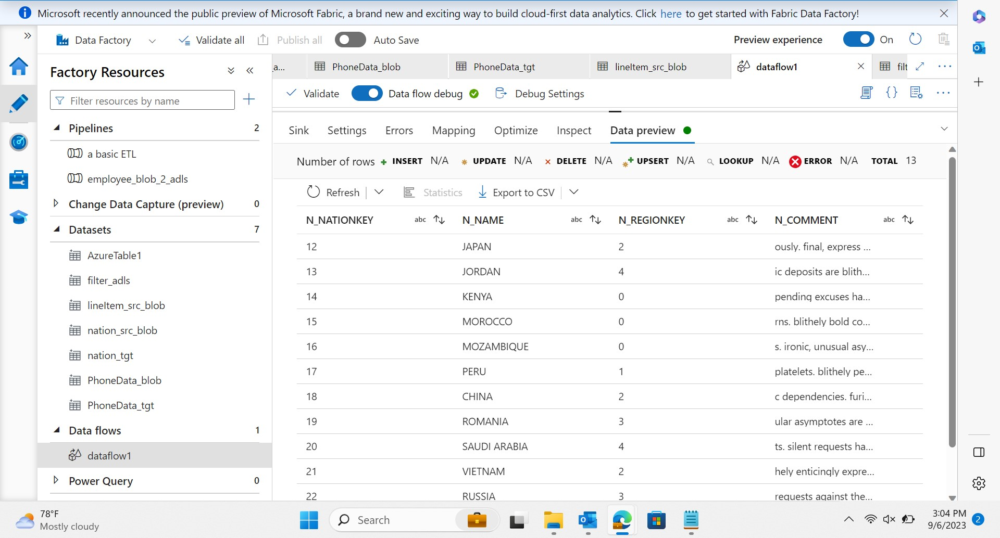 Microsoft recently announced the public preview of Microsoft Fabric, a brand new and exciting way to build cloud-first data analytics. Click here to get started with Fabric Data Factory!
Data Factory
Validate all
Publish all
Auto Save
Preview experience
On
Factory Resources
Filter resources by name
Pipelines 2
a basic ETL
employee_blob_2_adls
Change Data Capture (preview) 0
Datasets 7
AzureTable1
filter_adls
lineItem_src_blob
nation_src_blob
nation_tgt
PhoneData_blob
PhoneData_tgt
Data flows 1
dataflow1
Power Query 0
_a...
PhoneData_blob
PhoneData_tgt
lineItem_src_blob
dataflow1
filt
Validate
Data flow debug
Debug Settings
{}
Sink Settings Errors Mapping Optimize Inspect Data preview
Number of rows INSERT N/A UPDATE N/A DELETE N/A UPSERT N/A LOOKUP N/A ERROR N/A TOTAL 13
Refresh Statistics Export to CSV
N_NATIONKEY abc N_NAME abc N_REGIONKEY abc N_COMMENT abc
12 JAPAN 2 ously. final, express ...
13 JORDAN 4 ic deposits are blith...
14 KENYA 0 pending excuses ha...
15 MOROCCO 0 rns. blithely bold co...
16 MOZAMBIQUE 0 s. ironic, unusual asy...
17 PERU 1 platelets. blithely pe...
18 CHINA 2 c dependencies. furi...
19 ROMANIA 3 ular asymptotes are ...
20 SAUDI ARABIA 4 ts. silent requests ha...
21 VIETNAM 2 hely enticingly expre...
22 RUSSIA 3 requests against the...
78°F
Mostly cloudy
Search
3:04 PM
9/6/2023
2